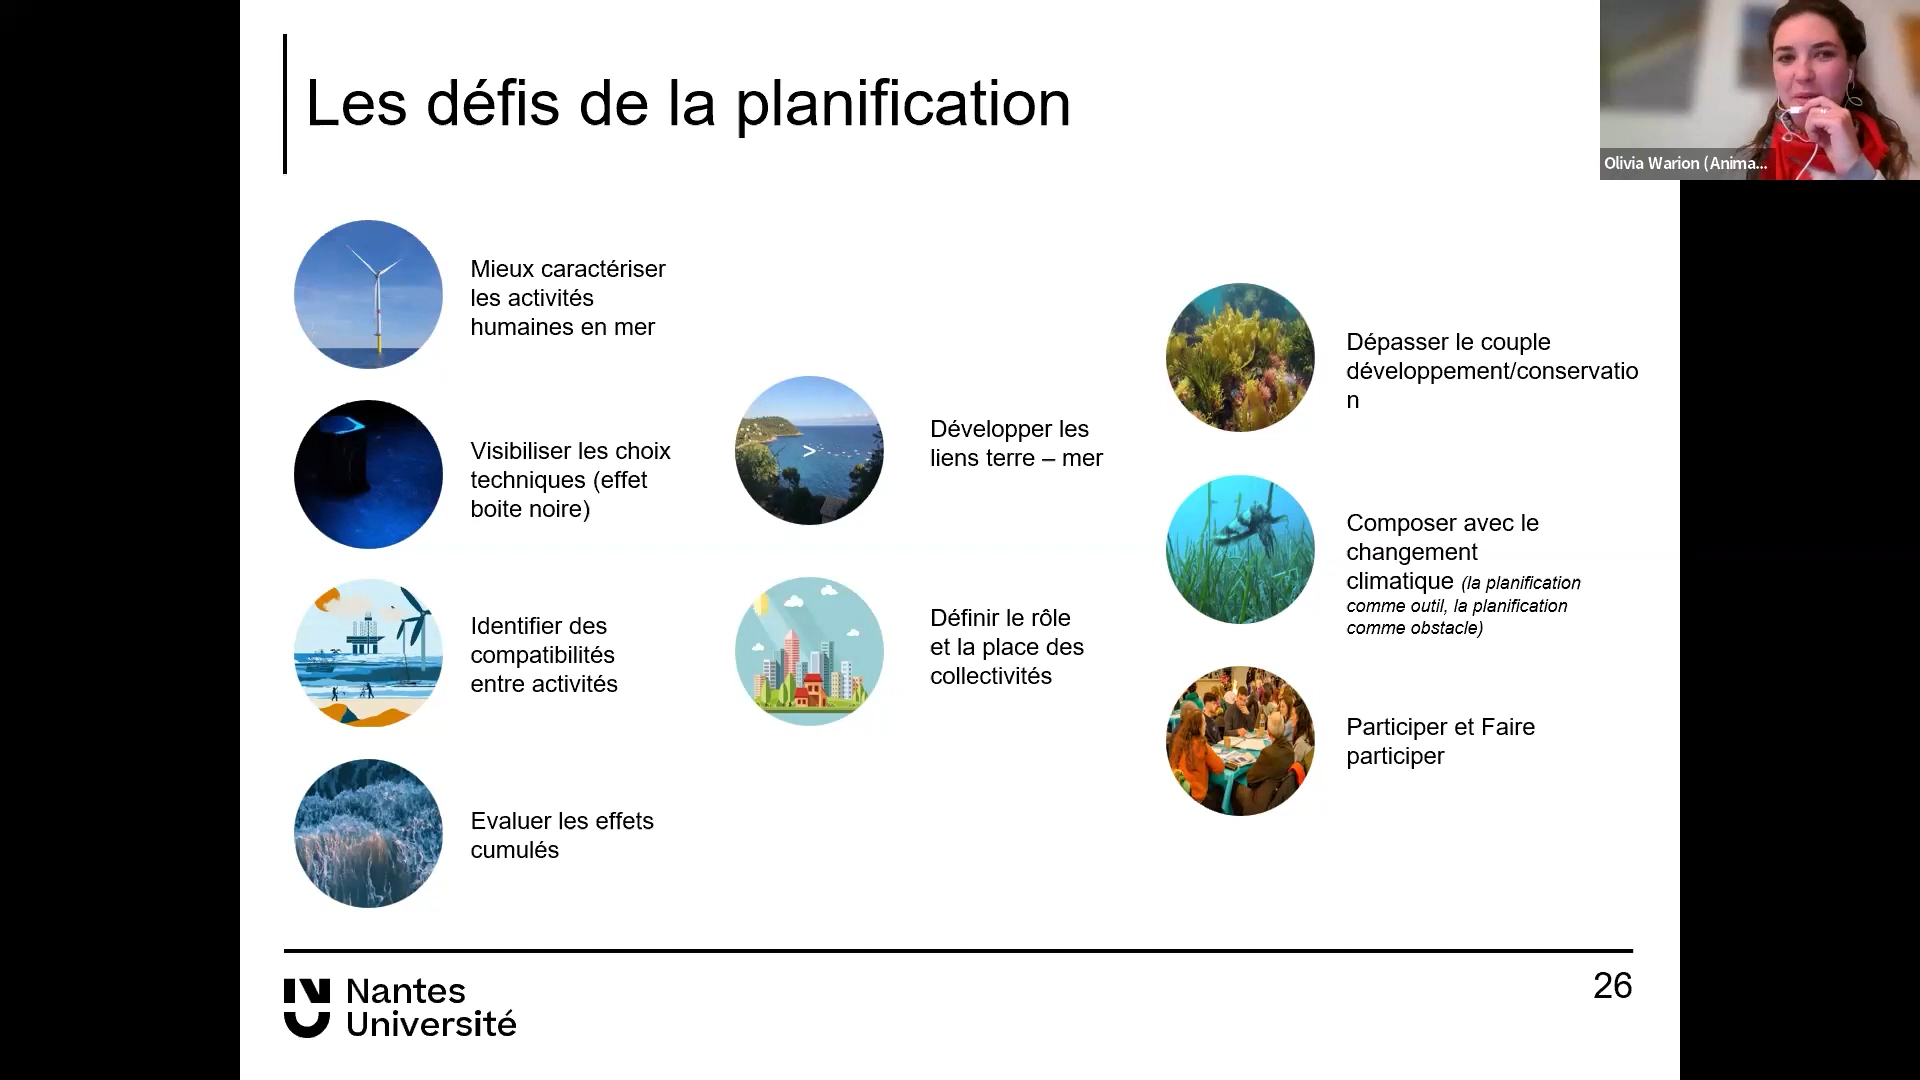 Les défis de la planification
Olivia Warion (Anima...
Mieux caractériser
les activités
humaines en mer
Visibiliser les choix
techniques (effet
boite noire)
Identifier des
compatibilités
entre activités
Evaluer les effets
cumulés
>
Développer les
liens terre – mer
Définir le rôle
et la place des
collectivités
Dépasser le couple
développement/conservatio
n
Composer avec le
changement
climatique (la planification
comme outil, la planification
comme obstacle)
Participer et Faire
participer
Nantes
Université
26